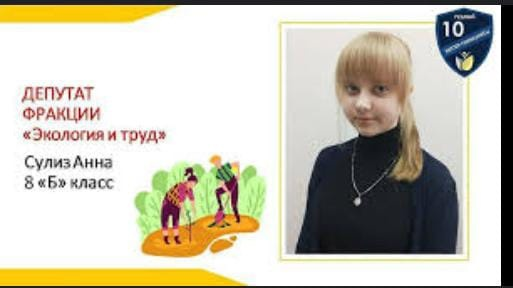 10
ДЕПУТАТ
ФРАКЦИИ
«Экология и труд»
Сулиз Анна
8 «Б» класс